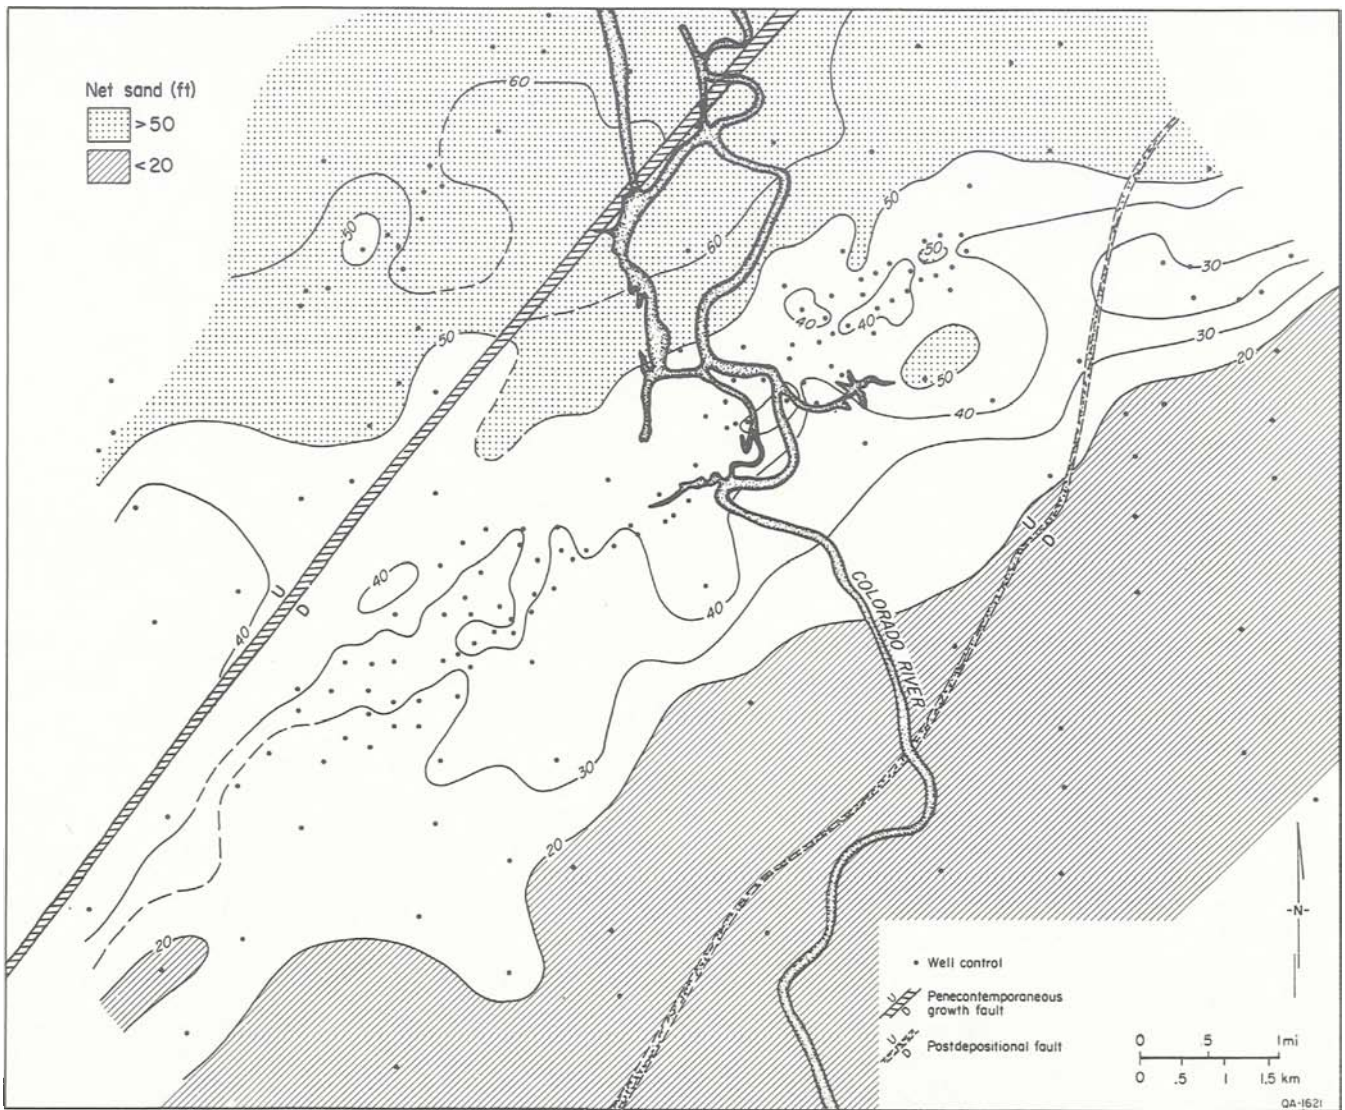 Net sand (ft)
>50
<20
60
50
50
60
50
30
40
40
50
30
20
50
40
U
D
40
U
D
40
40
COLORADO RIVER
30
20
20
-N-
Well control
U
D
Penecontemporaneous
growth fault
U
D
Postdepositional fault
0 .5 1 mi
0 .5 1 1.5 km
QA-1621